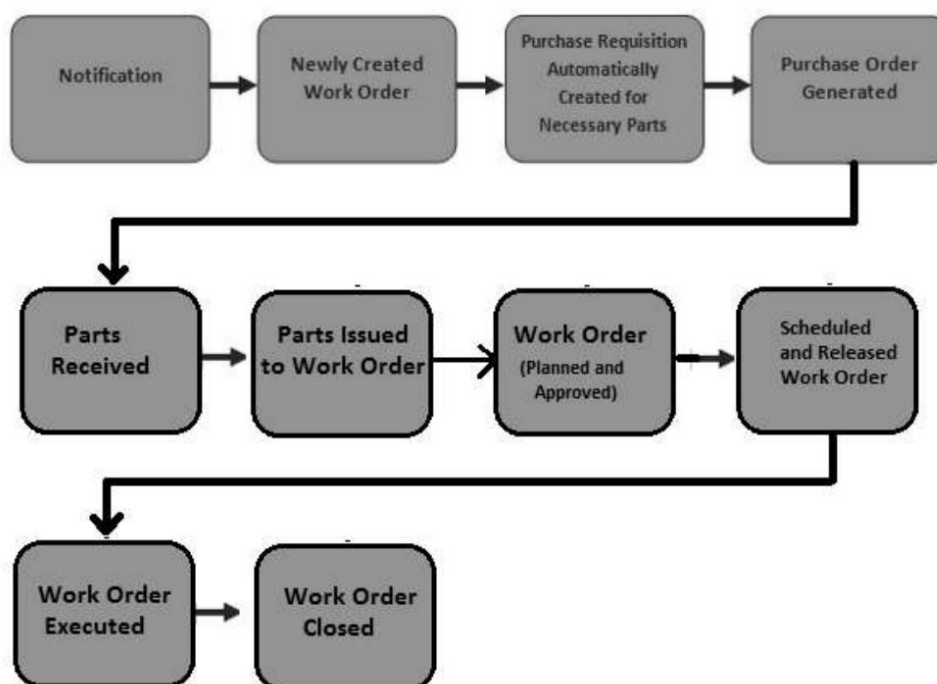 Notification
Newly Created
Work Order
Purchase Requisition
Automatically
Created for
Necessary Parts
Purchase Order
Generated
Parts
Received
Parts Issued
to Work Order
Work Order
(Planned and
Approved)
Scheduled
and Released
Work Order
Work Order
Executed
Work Order
Closed